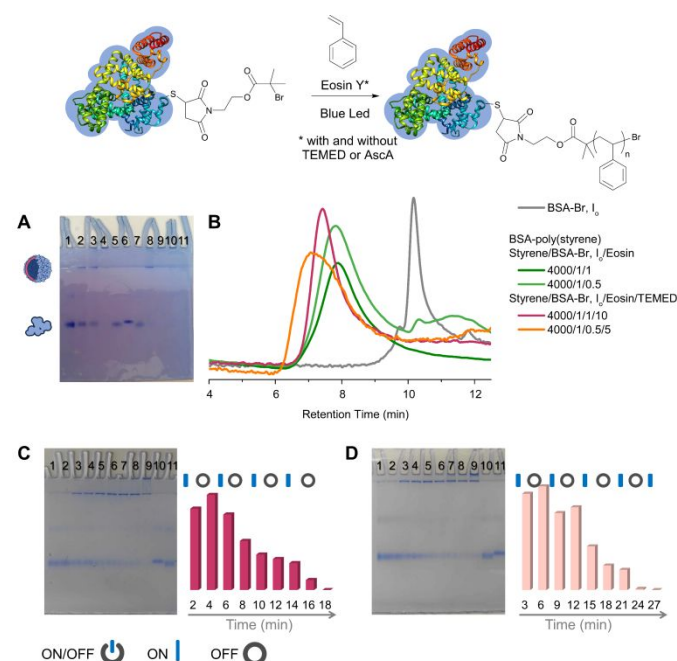 S
O
N
O
O
O
Br
Eosin Y*
Blue Led
* with and without
TEMED or AscA
S
O
N
O
O
O
Br
n
A
1 2 3 4 5 6 7 8 9 10 11
B
4 6 8 10 12
Retention Time (min)
BSA-Br, Io
BSA-poly(styrene)
Styrene/BSA-Br, Io/Eosin
4000/1/1
4000/1/0.5
Styrene/BSA-Br, Io/Eosin/TEMED
4000/1/1/10
4000/1/0.5/5
C
1 2 3 4 5 6 7 8 9 10 11
2 4 6 8 10 12 14 16 18
Time (min)
D
1 2 3 4 5 6 7 8 9 10 11
3 6 9 12 15 18 21 24 27
Time (min)
ON/OFF ON OFF